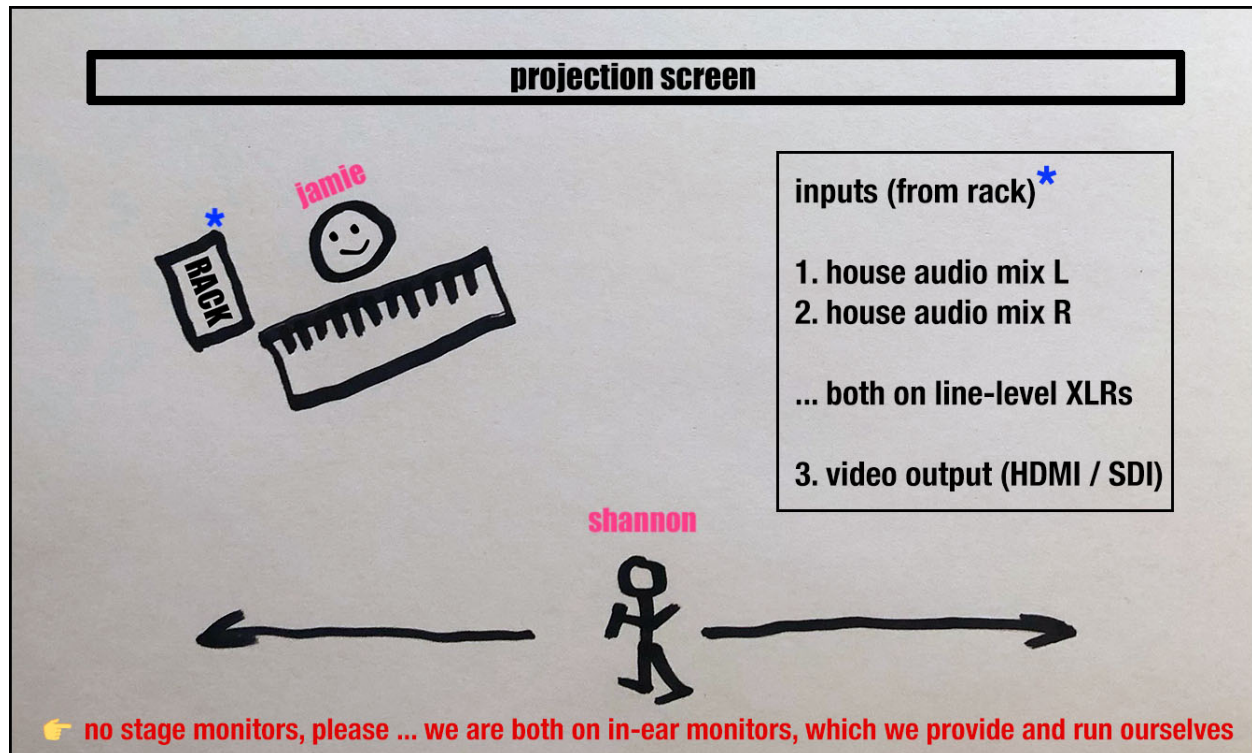 projection screen
jamie
*
RACK
inputs (from rack)*
1. house audio mix L
2. house audio mix R
... both on line-level XLRs
3. video output (HDMI / SDI)
shannon
👉 no stage monitors, please ... we are both on in-ear monitors, which we provide and run ourselves